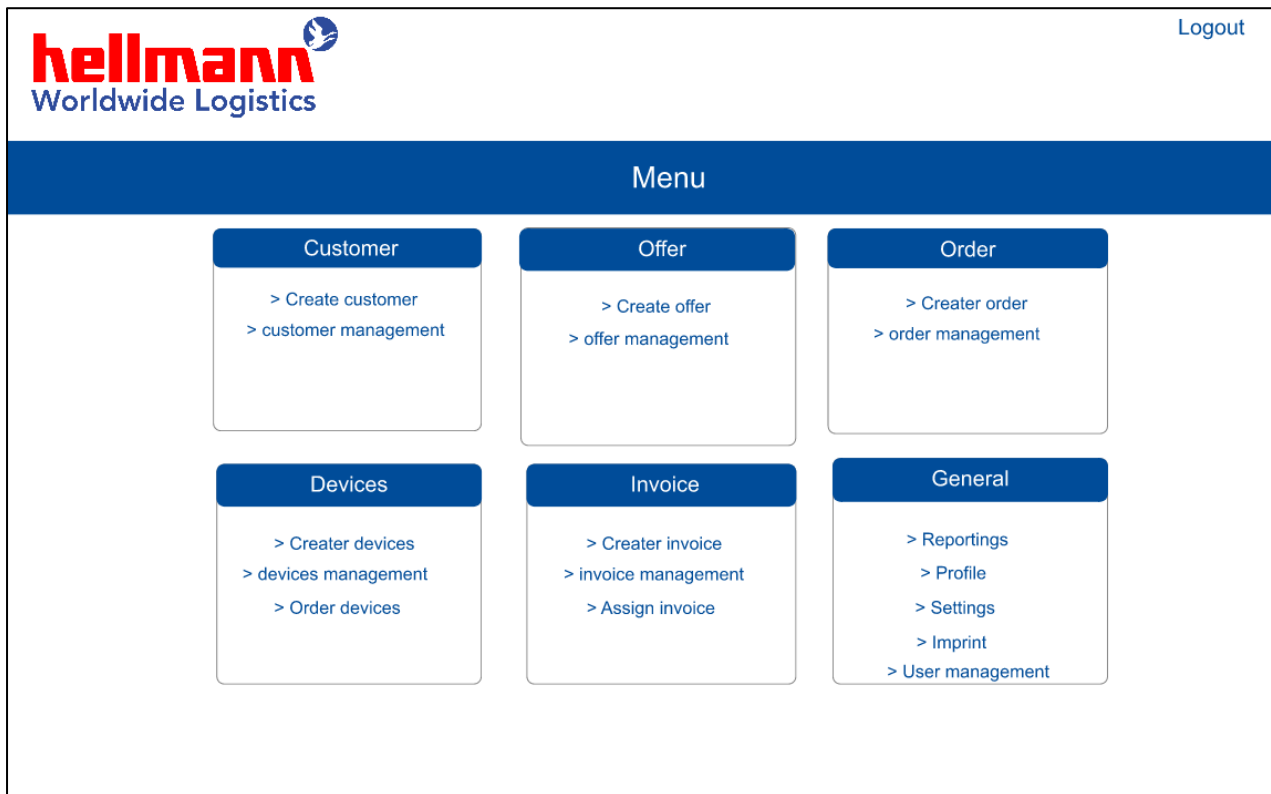 hellmann
Worldwide Logistics
Logout
Menu
Customer
> Create customer
> customer management
Offer
> Create offer
> offer management
Order
> Creater order
> order management
Devices
> Creater devices
> devices management
> Order devices
Invoice
> Creater invoice
> invoice management
> Assign invoice
General
> Reportings
> Profile
> Settings
> Imprint
> User management